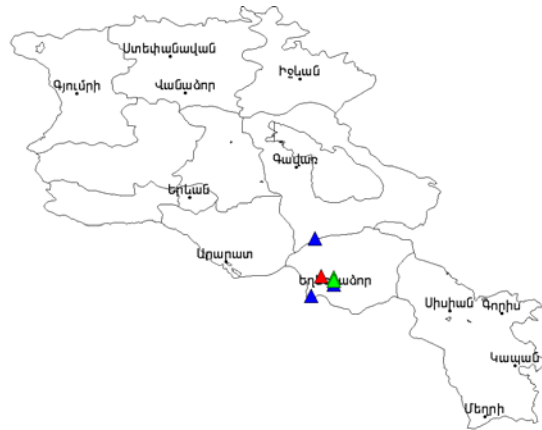 Ստեփանավան
Իջևան
Գյումրի
Վանաձոր
Գավառ
Երևան
Արարատ
Սիսիան
Գորիս
Կապան
Մեղրի